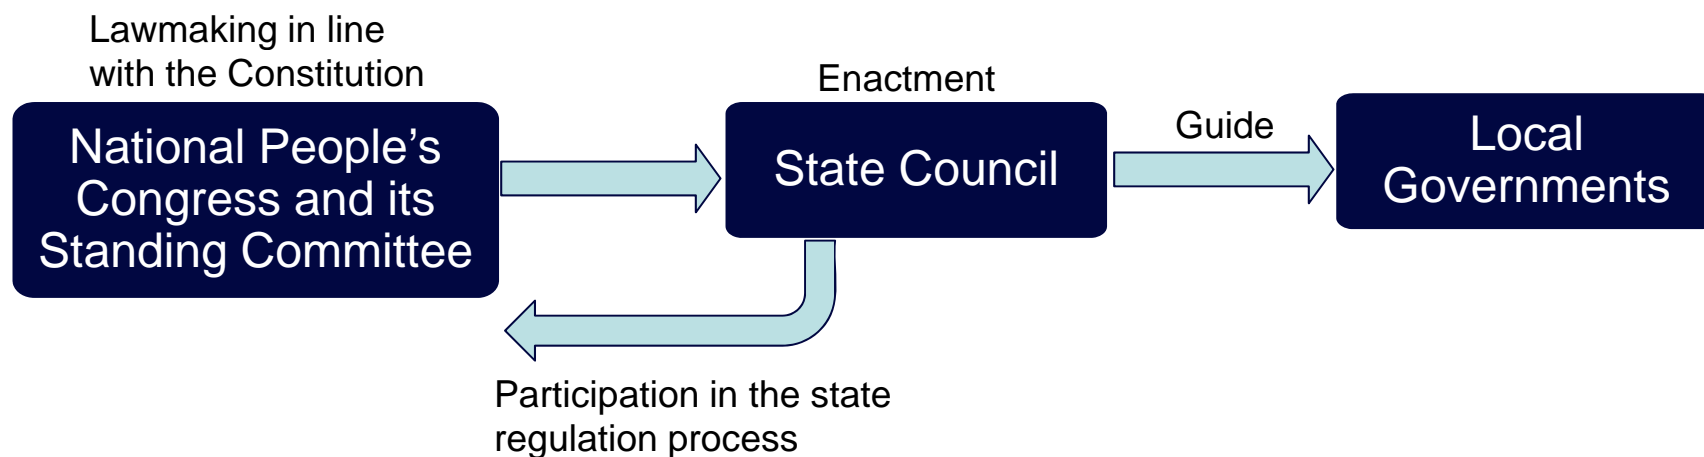 Lawmaking in line
with the Constitution
National People’s
Congress and its
Standing Committee
Enactment
State Council
Guide
Local
Governments
Participation in the state
regulation process